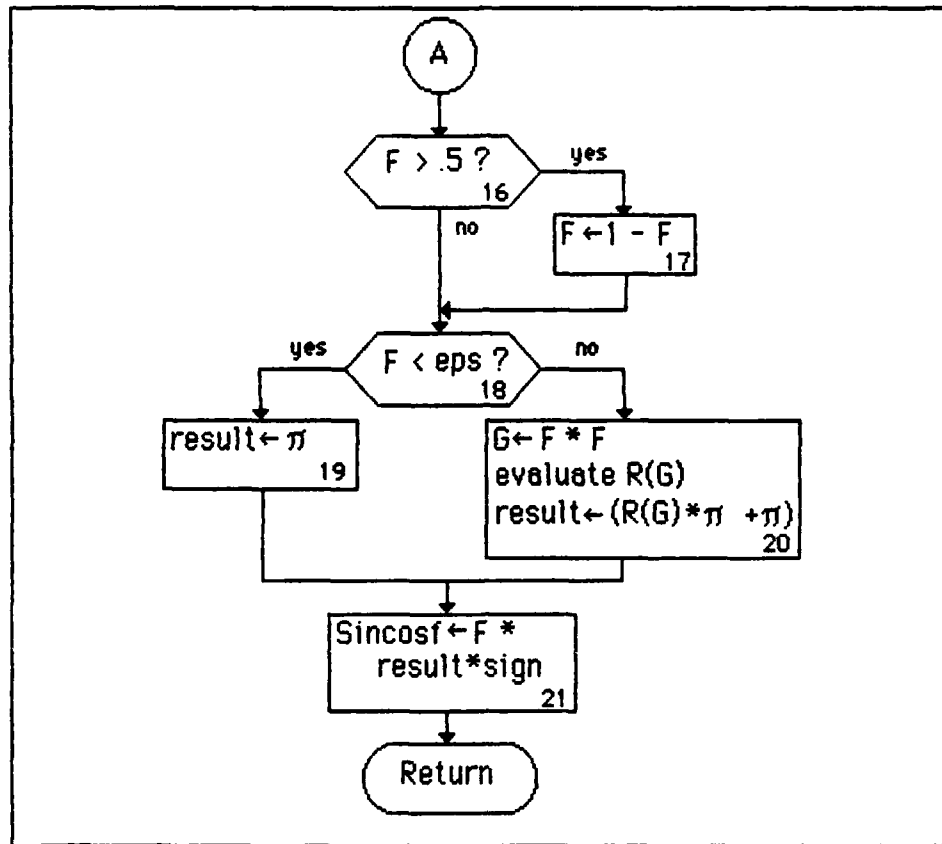 A
F > .5 ?
16
yes
no
F ← 1 - F
17
F < eps ?
18
yes
no
result ← π
19
G ← F * F
evaluate R(G)
result ← (R(G)*π +π)
20
Sincosf ← F *
result*sign
21
Return